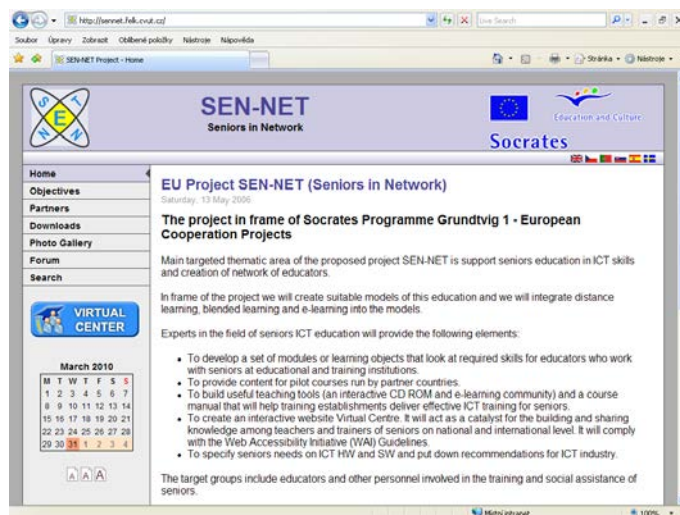 http://sennet.felk.cvut.cz/
Live Search
Soubor Úpravy Zobrazit Oblíbené položky Nástroje Nápověda
SEN-NET Project - Home
Stránka Nástroje
S T E S N
SEN-NET
Seniors in Network
Education and Culture
Socrates
Home
Objectives
Partners
Downloads
Photo Gallery
Forum
Search
VIRTUAL
CENTER
March 2010
M T W T F S S
1 2 3 4 5 6 7
8 9 10 11 12 13 14
15 16 17 18 19 20 21
22 23 24 25 26 27 28
29 30 31 1 2 3 4
A A A
EU Project SEN-NET (Seniors in Network)
Saturday, 13 May 2006
The project in frame of Socrates Programme Grundtvig 1 - European
Cooperation Projects
Main targeted thematic area of the proposed project SEN-NET is support seniors education in ICT skills
and creation of network of educators.
In frame of the project we will create suitable models of this education and we will integrate distance
learning, blended learning and e-learning into the models.
Experts in the field of seniors ICT education will provide the following elements:
• To develop a set of modules or learning objects that look at required skills for educators who work
with seniors at educational and training institutions.
• To provide content for pilot courses run by partner countries.
• To build useful teaching tools (an interactive CD ROM and e-learning community) and a course
manual that will help training establishments deliver effective ICT training for seniors.
• To create an interactive website Virtual Centre. It will act as a catalyst for the building and sharing
knowledge among teachers and trainers of seniors on national and international level. It will comply
with the Web Accessibility Initiative (WAI) Guidelines.
• To specify seniors needs on ICT HW and SW and put down recommendations for ICT industry.
The target groups include educators and other personnel involved in the training and social assistance of
seniors.
Místní intranet
100%